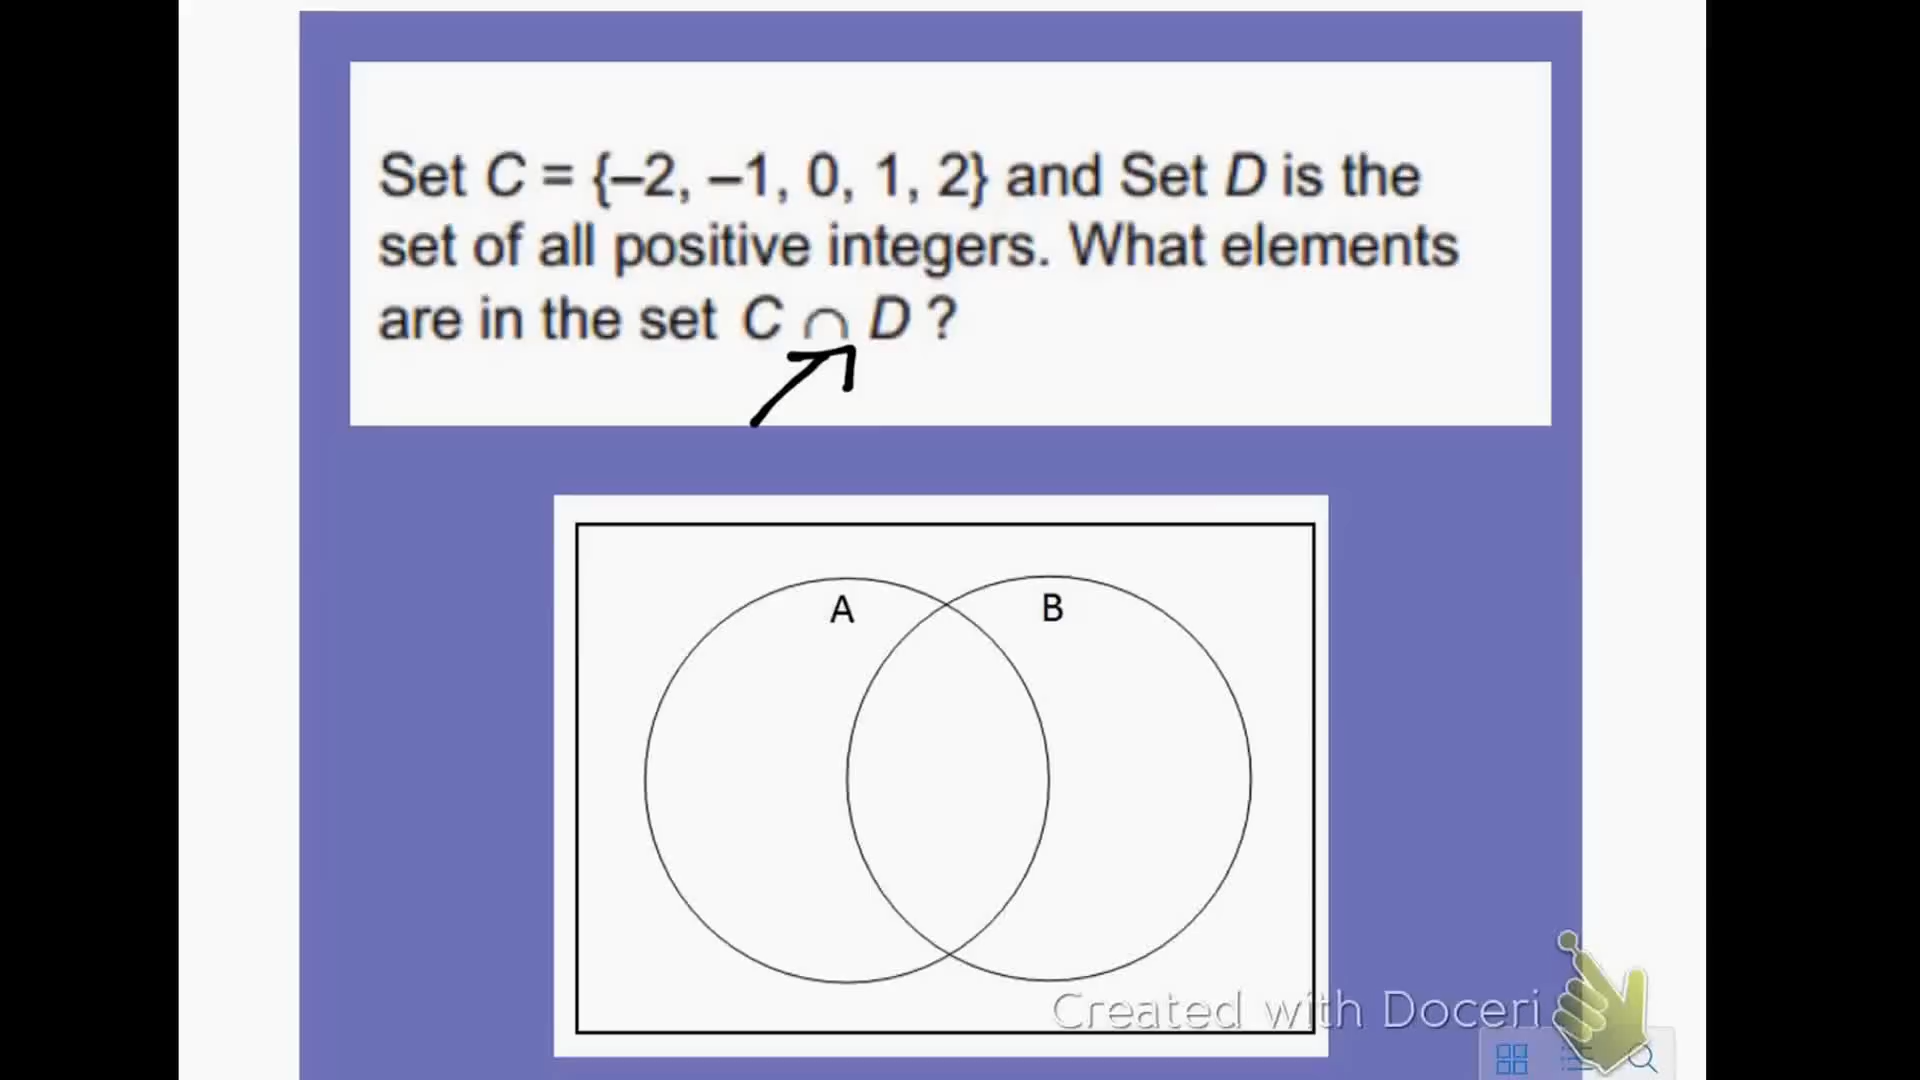 Set C = {–2, –1, 0, 1, 2} and Set D is the
set of all positive integers. What elements
are in the set C ∩ D ?
A
B
Created with Doceri